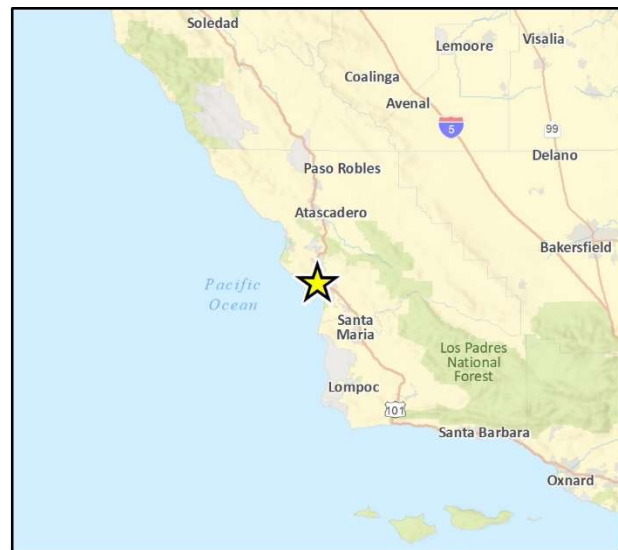 Soledad
Lemoore
Visalia
Coalinga
Avenal
5
99
Delano
Paso Robles
Atascadero
Bakersfield
Pacific
Ocean
Santa
Maria
Los Padres
National
Forest
Lompoc
101
Santa Barbara
Oxnard